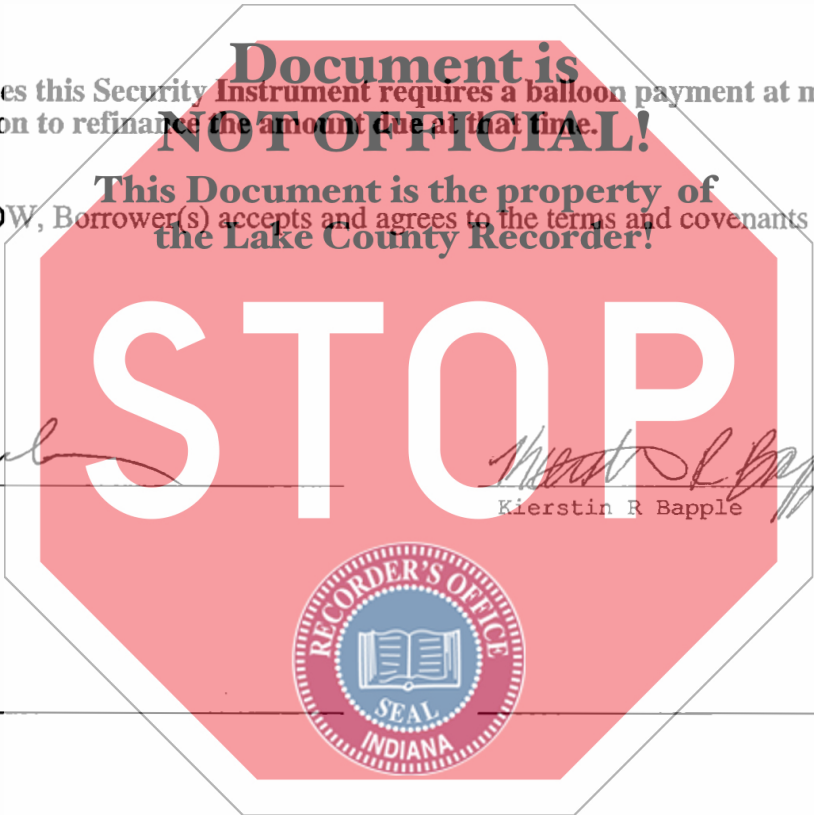 Document is
es this Security Instrument requires a balloon payment at m
on to refinance the amount due at that time.
NOT OFFICIAL!
This Document is the property of
OW, Borrower(s) accepts and agrees to the terms and covenants
the Lake County Recorder!
STOP
Kierstin R Bapple
RECORDER'S OFFICE
SEAL
INDIANA